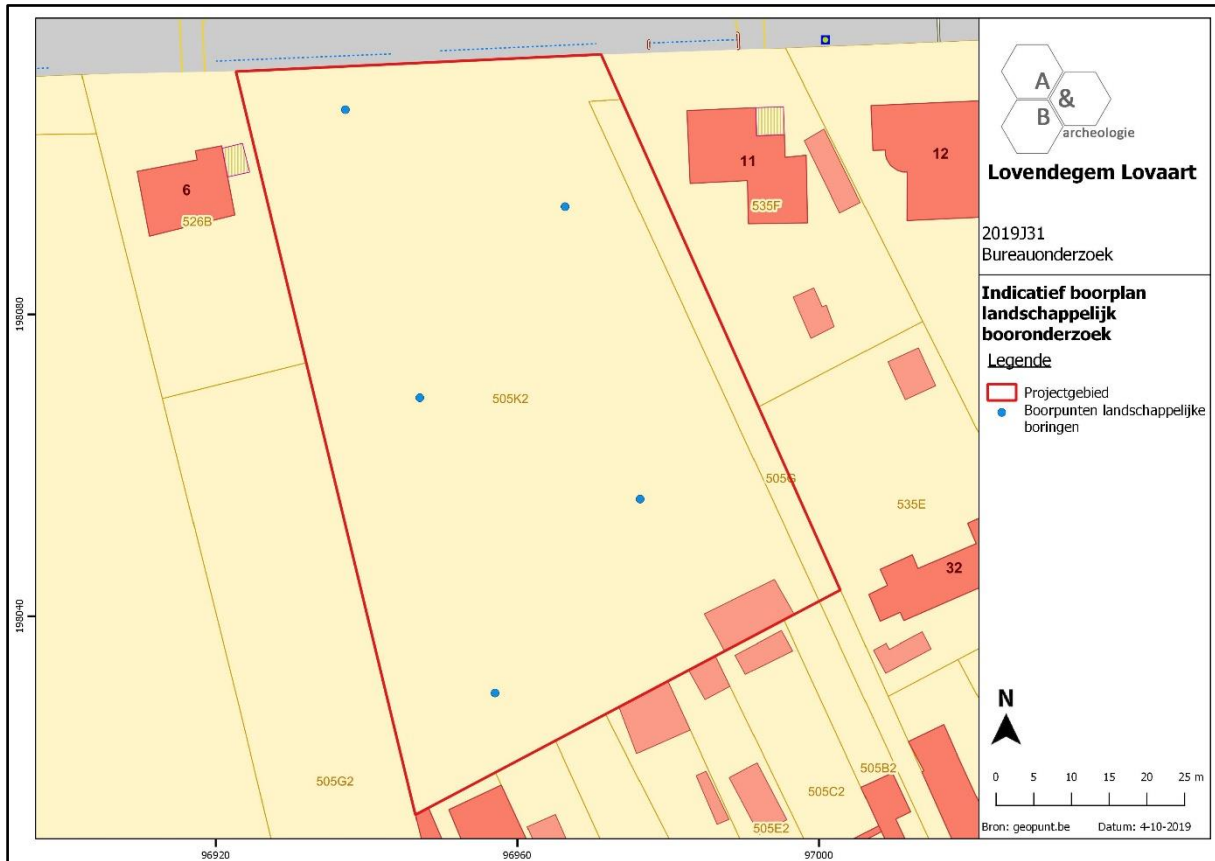 6
526B
11
535F
12
505K2
505G
535E
32
505G2
505B2
505C2
505E2
198080
198040
96920
96960
97000
A
&
B
archeologie
Lovendegem Lovaart
2019J31
Bureauonderzoek
Indicatief boorplan
landschappelijk
booronderzoek
Legende
Projectgebied
Boorpunten landschappelijke
boringen
N
0 5 10 15 20 25 m
Bron: geopunt.be Datum: 4-10-2019